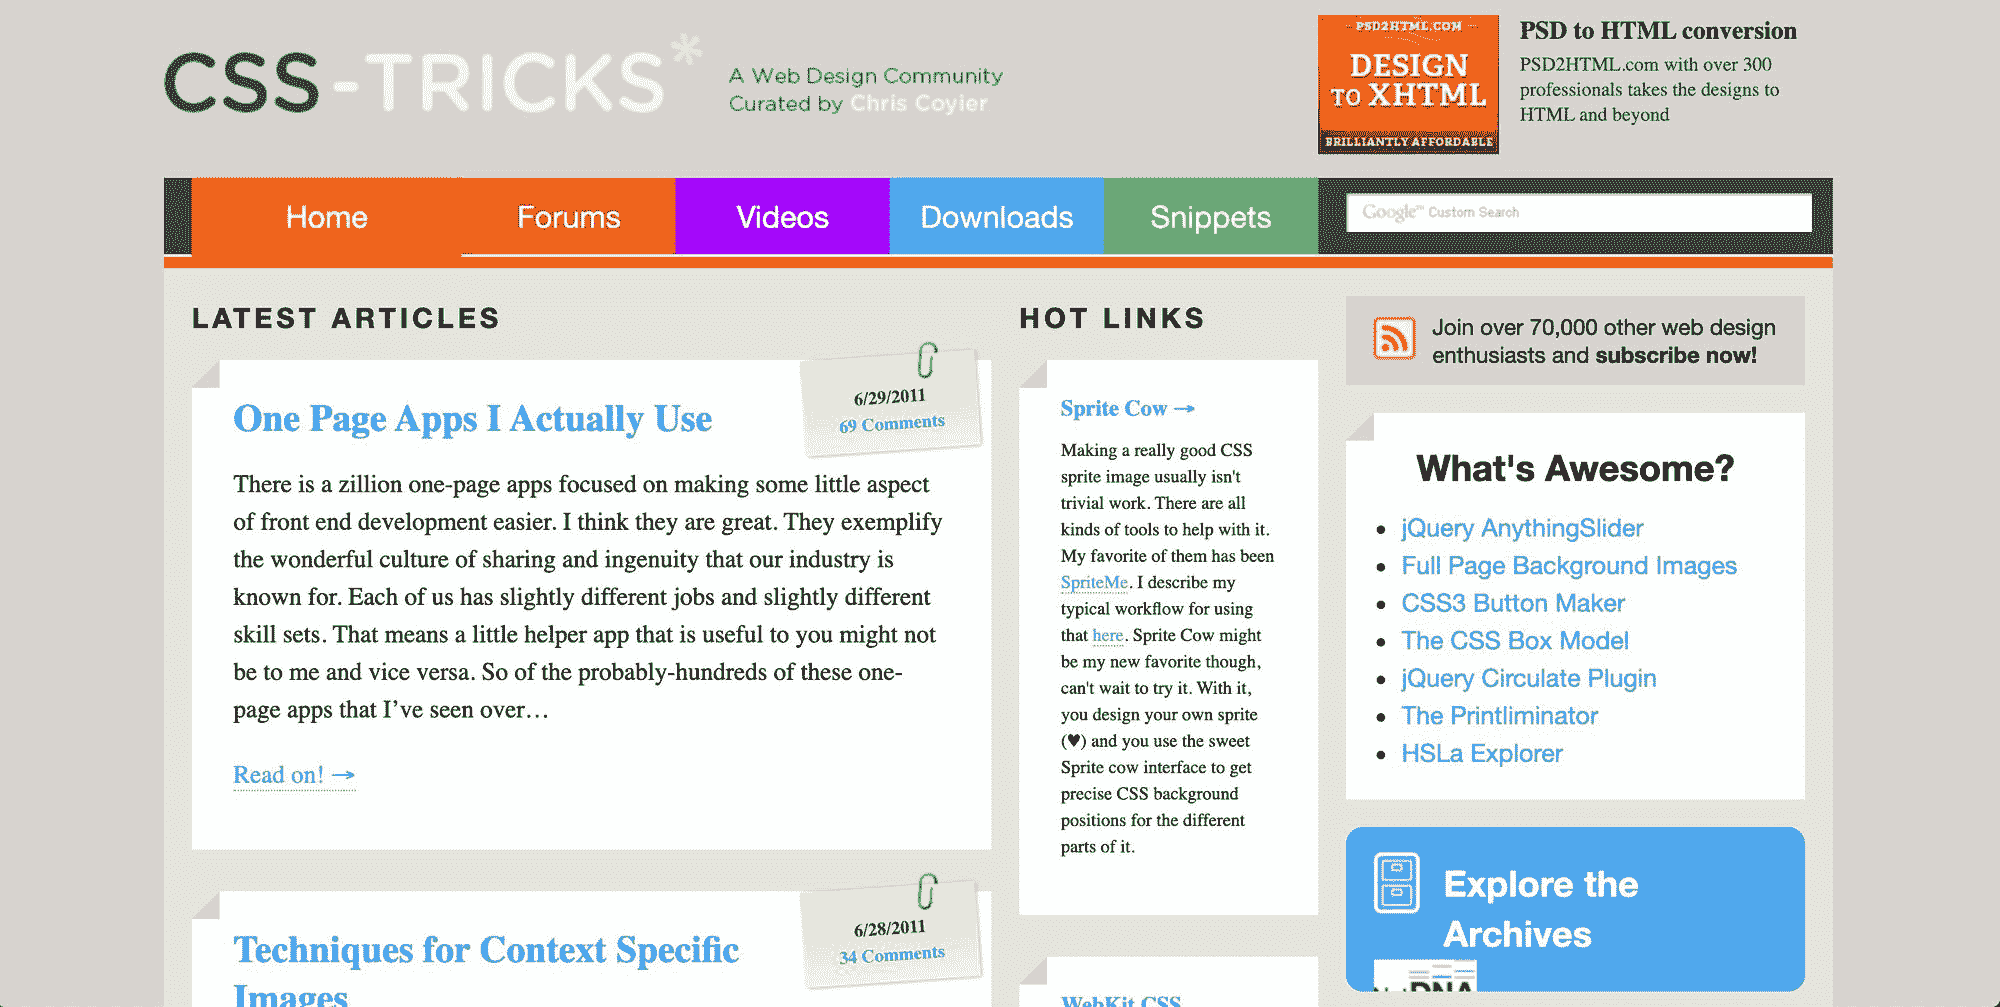 CSS-TRICKS*
A Web Design Community
Curated by Chris Coyier
PSD2HTML.COM
DESIGN
TO XHTML
BRILLIANTLY AFFORDABLE
PSD to HTML conversion
PSD2HTML.com with over 300
professionals takes the designs to
HTML and beyond
Home
Forums
Videos
Downloads
Snippets
Google™ Custom Search
LATEST ARTICLES
6/29/2011
69 Comments
One Page Apps I Actually Use
There is a zillion one-page apps focused on making some little aspect
of front end development easier. I think they are great. They exemplify
the wonderful culture of sharing and ingenuity that our industry is
known for. Each of us has slightly different jobs and slightly different
skill sets. That means a little helper app that is useful to you might not
be to me and vice versa. So of the probably-hundreds of these one-
page apps that I’ve seen over…
Read on! →
6/28/2011
34 Comments
Techniques for Context Specific
Images
HOT LINKS
Sprite Cow →
Making a really good CSS
sprite image usually isn't
trivial work. There are all
kinds of tools to help with it.
My favorite of them has been
SpriteMe. I describe my
typical workflow for using
that here. Sprite Cow might
be my new favorite though,
can't wait to try it. With it,
you design your own sprite
(♥) and you use the sweet
Sprite cow interface to get
precise CSS background
positions for the different
parts of it.
WebKit CSS
Join over 70,000 other web design
enthusiasts and subscribe now!
What's Awesome?
jQuery AnythingSlider
Full Page Background Images
CSS3 Button Maker
The CSS Box Model
jQuery Circulate Plugin
The Printliminator
HSLa Explorer
Explore the
Archives